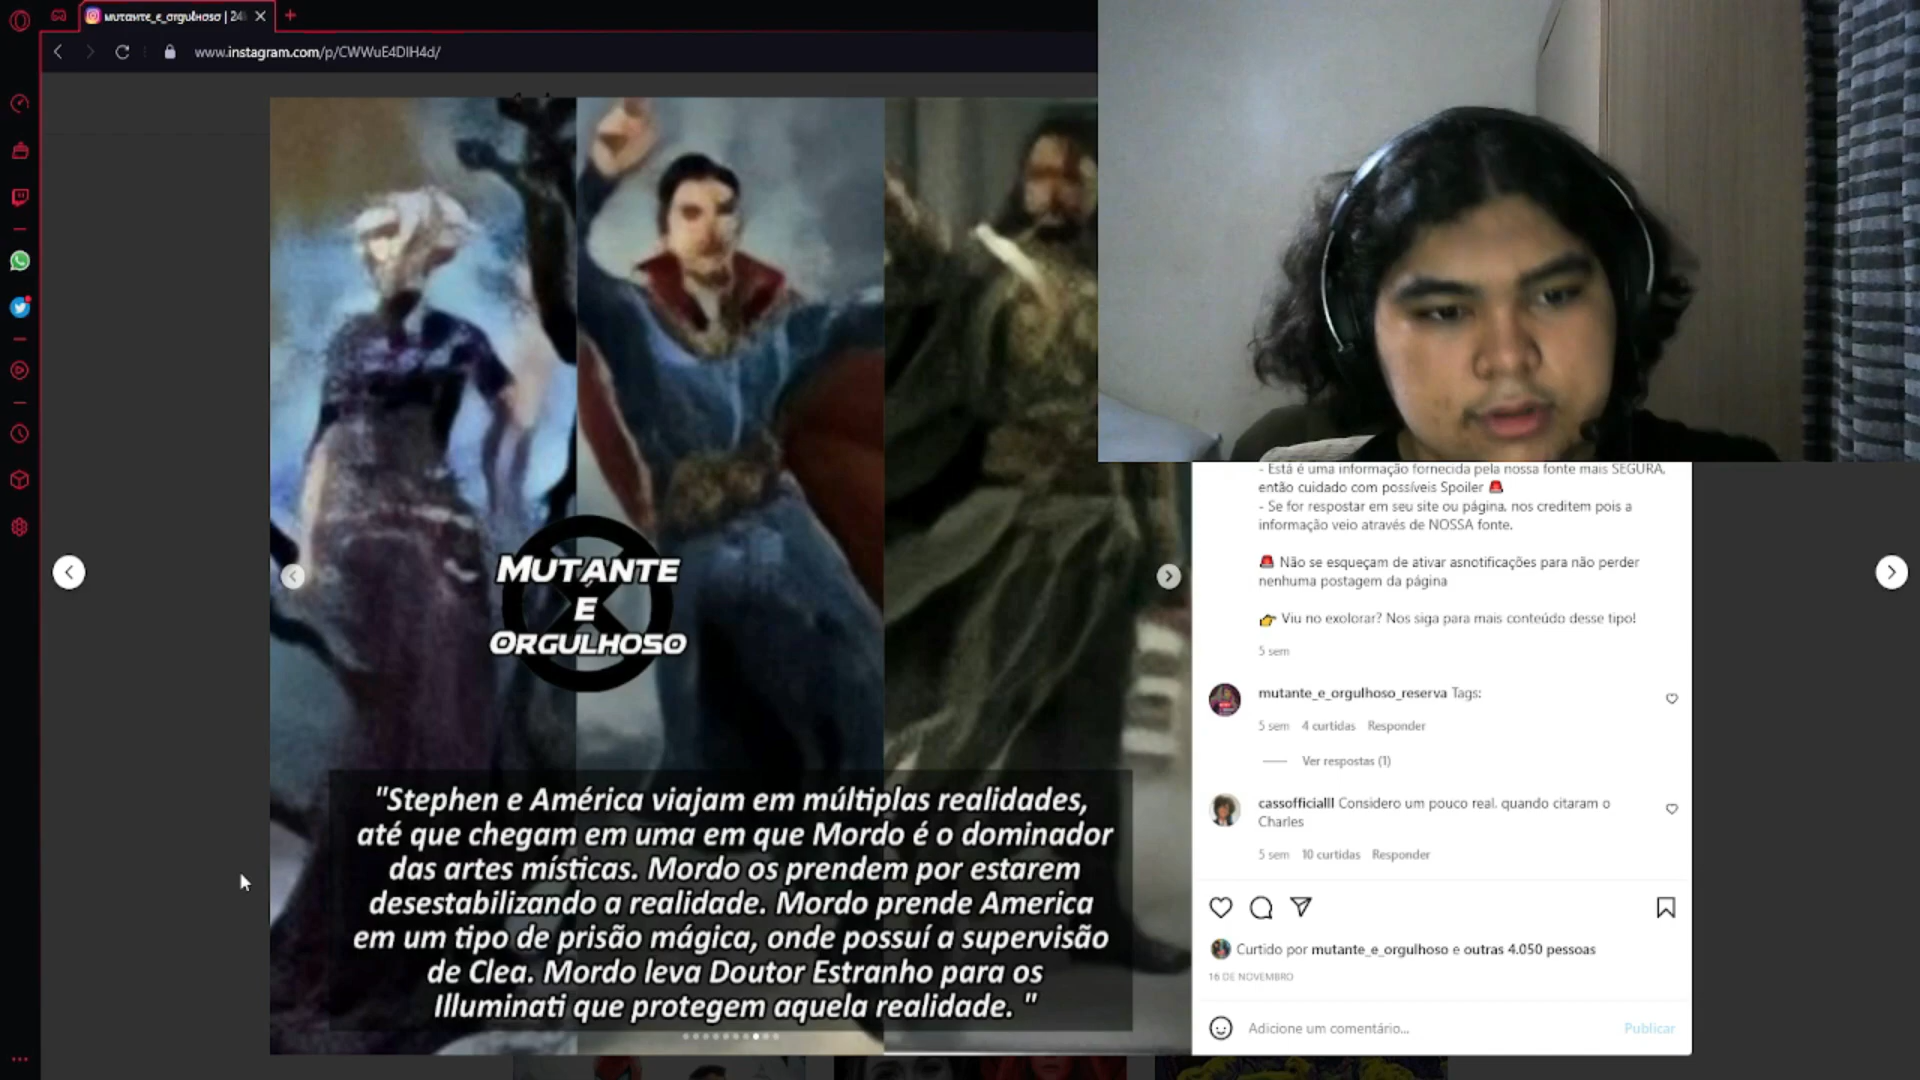 mutante_e_orgulhoso | 24
www.instagram.com/p/CWWuE4DIH4d/
MUTANTE
E
ORGULHOSO
"Stephen e América viajam em múltiplas realidades,
até que chegam em uma em que Mordo é o dominador
das artes místicas. Mordo os prendem por estarem
desestabilizando a realidade. Mordo prende America
em um tipo de prisão mágica, onde possuí a supervisão
de Clea. Mordo leva Doutor Estranho para os
Illuminati que protegem aquela realidade. "
- Está é uma informação fornecida pela nossa fonte mais SEGURA,
então cuidado com possíveis Spoiler 🚨
- Se for respostar em seu site ou página, nos creditem pois a
informação veio através de NOSSA fonte.
🚨 Não se esqueçam de ativar asnotificações para não perder
nenhuma postagem da página
👉 Viu no exolorar? Nos siga para mais conteúdo desse tipo!
5 sem
mutante_e_orgulhoso_reserva Tags:
5 sem 4 curtidas Responder
Ver respostas (1)
cassofficialll Considero um pouco real, quando citaram o
Charles
5 sem 10 curtidas Responder
Curtido por mutante_e_orgulhoso e outras 4.050 pessoas
16 DE NOVEMBRO
Adicione um comentário...
Publicar